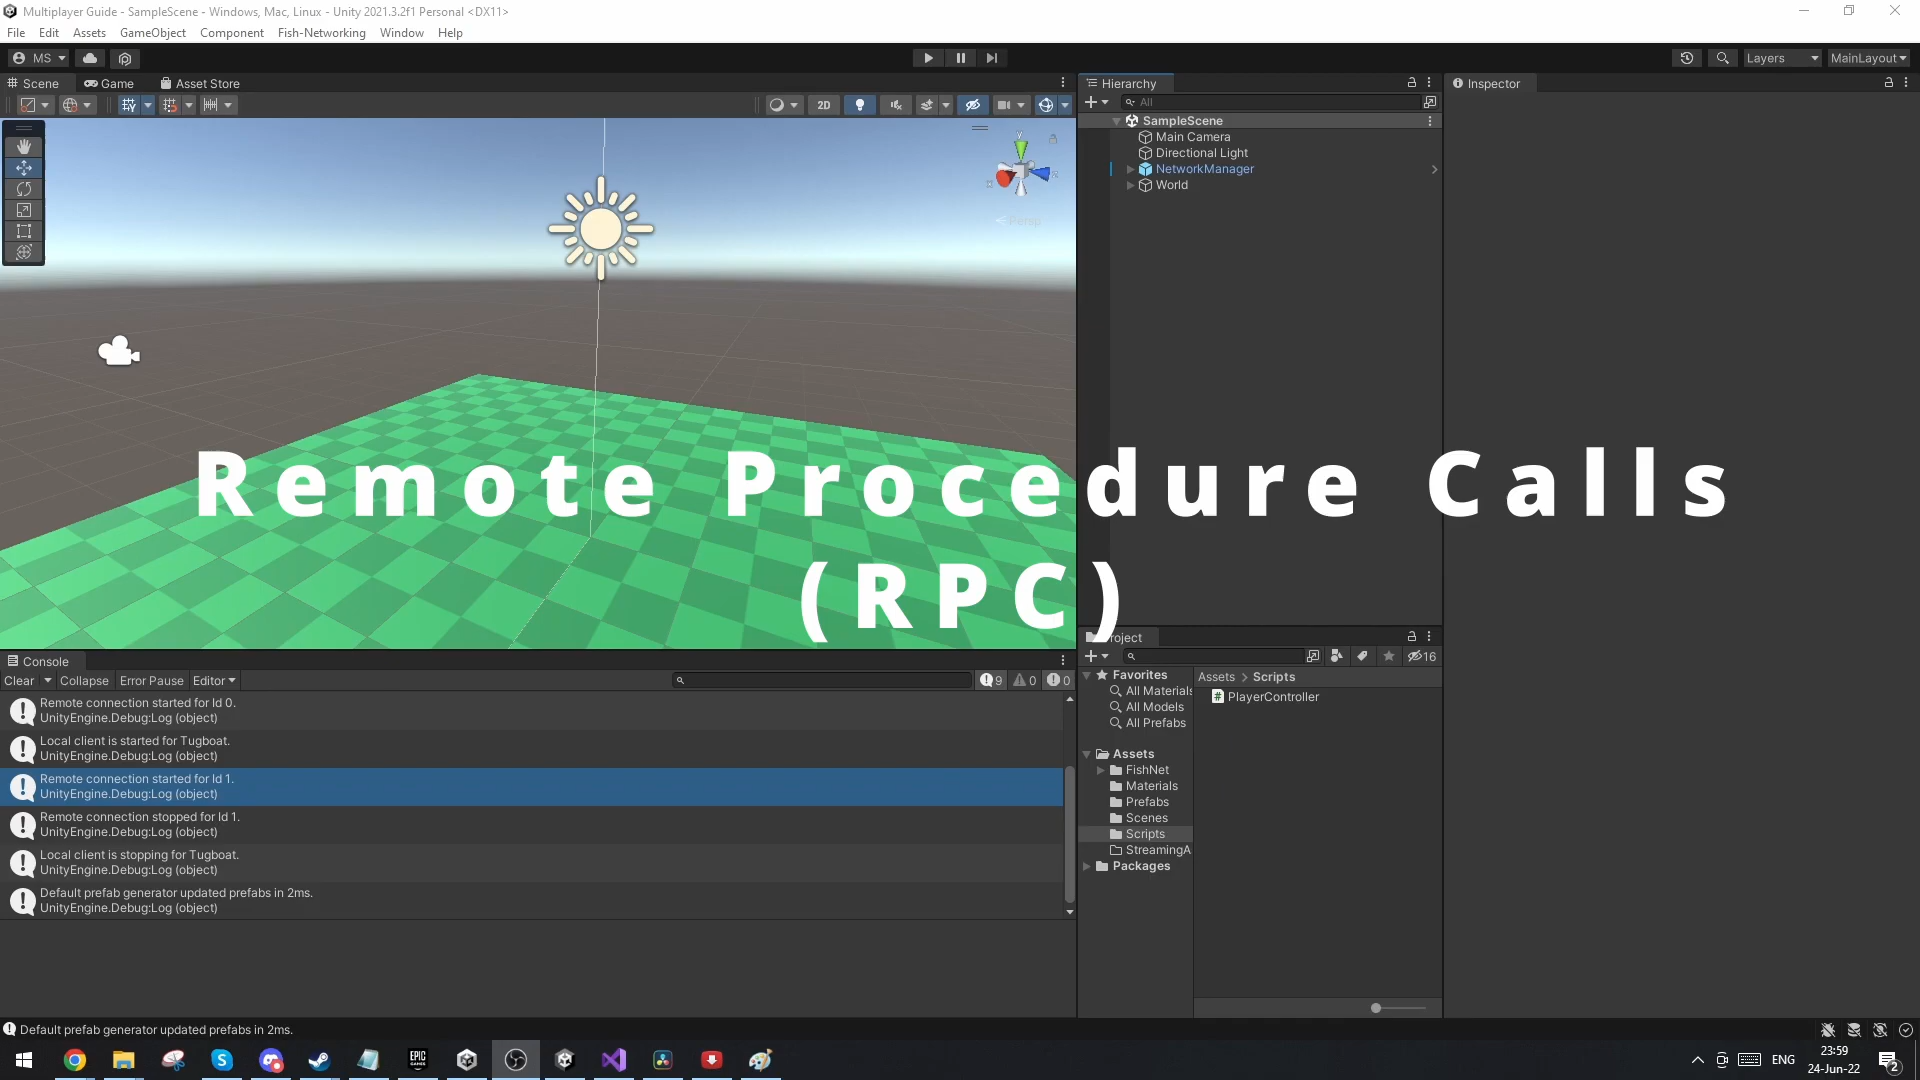 Multiplayer Guide - SampleScene - Windows, Mac, Linux - Unity 2021.3.2f1 Personal <DX11>
File Edit Assets GameObject Component Fish-Networking Window Help
MS Layers MainLayout
Scene Game Asset Store
2D
y
x
z
Persp
Hierarchy
All
SampleScene
Main Camera
Directional Light
NetworkManager
World
Inspector
Remote Procedure Calls
(RPC)
Console
Clear Collapse Error Pause Editor 9 0 0
Remote connection started for Id 0.
UnityEngine.Debug:Log (object)
Local client is started for Tugboat.
UnityEngine.Debug:Log (object)
Remote connection started for Id 1.
UnityEngine.Debug:Log (object)
Remote connection stopped for Id 1.
UnityEngine.Debug:Log (object)
Local client is stopping for Tugboat.
UnityEngine.Debug:Log (object)
Default prefab generator updated prefabs in 2ms.
UnityEngine.Debug:Log (object)
roject
16
Favorites
All Materials
All Models
All Prefabs
Assets
FishNet
Materials
Prefabs
Scenes
Scripts
StreamingA
Packages
Assets > Scripts
PlayerController
Default prefab generator updated prefabs in 2ms.
EPIC
GAMES
ENG
23:59
24-Jun-22
2